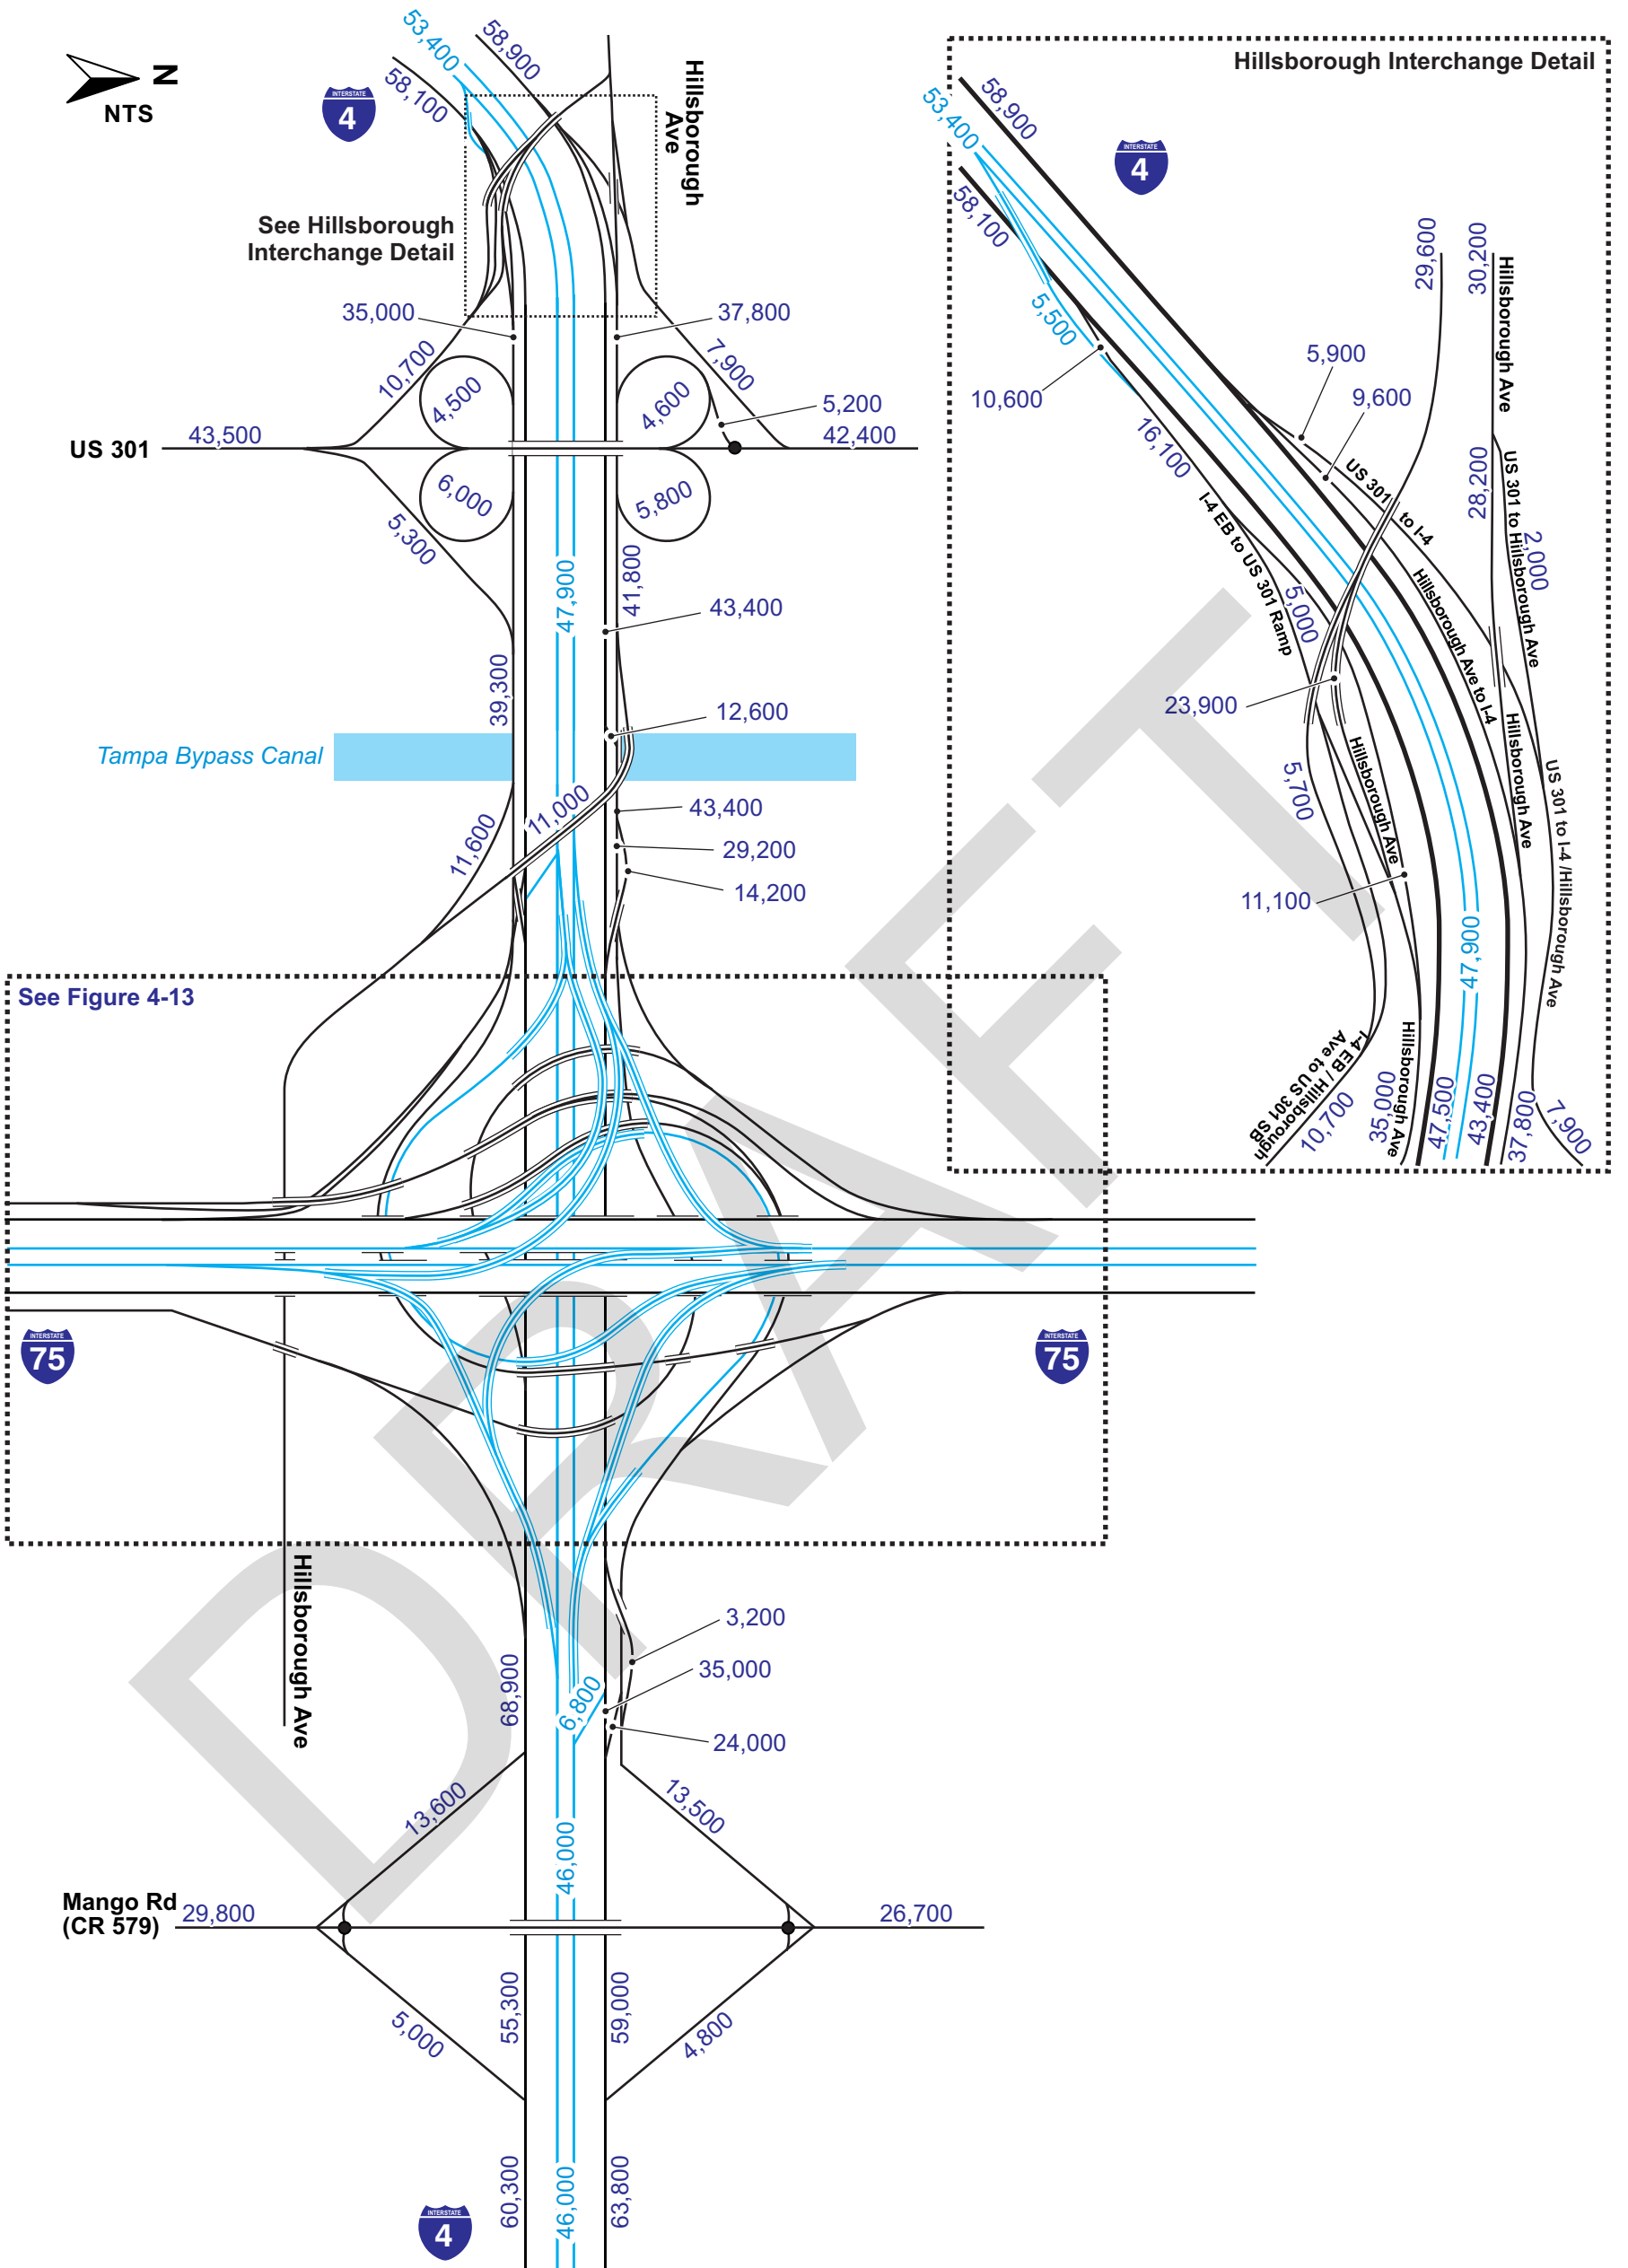 53,400
58,900
58,100
N
NTS
INTERSTATE
4
Hillsborough
Ave
See Hillsborough
Interchange Detail
35,000
37,800
10,700
4,500
4,600
7,900
5,200
US 301
43,500
42,400
6,000
5,800
5,300
47,900
41,800
43,400
39,300
12,600
Tampa Bypass Canal
11,000
43,400
11,600
29,200
14,200
See Figure 4-13
INTERSTATE
75
INTERSTATE
75
Hillsborough Ave
3,200
68,900
35,000
6,800
24,000
13,600
13,500
46,000
Mango Rd
(CR 579)
29,800
26,700
55,300
59,000
5,000
4,800
60,300
46,000
63,800
INTERSTATE
4
Hillsborough Interchange Detail
58,900
53,400
58,100
INTERSTATE
4
29,600
30,200
Hillsborough Ave
5,500
5,900
10,600
9,600
16,100
US 301
to I-4
28,200
US 301 to Hillsborough Ave
2,000
I-4 EB to US 301 Ramp
5,000
Hillsborough Ave to I-4
23,900
Hillsborough Ave
Hillsborough Ave
5,700
US 301 to I-4 /Hillsborough Ave
11,100
47,900
I-4 EB / Hillsborough
Ave to US 301 SB
10,700
Hillsborough Ave
35,000
47,500
43,400
37,800
7,900
DRAFT